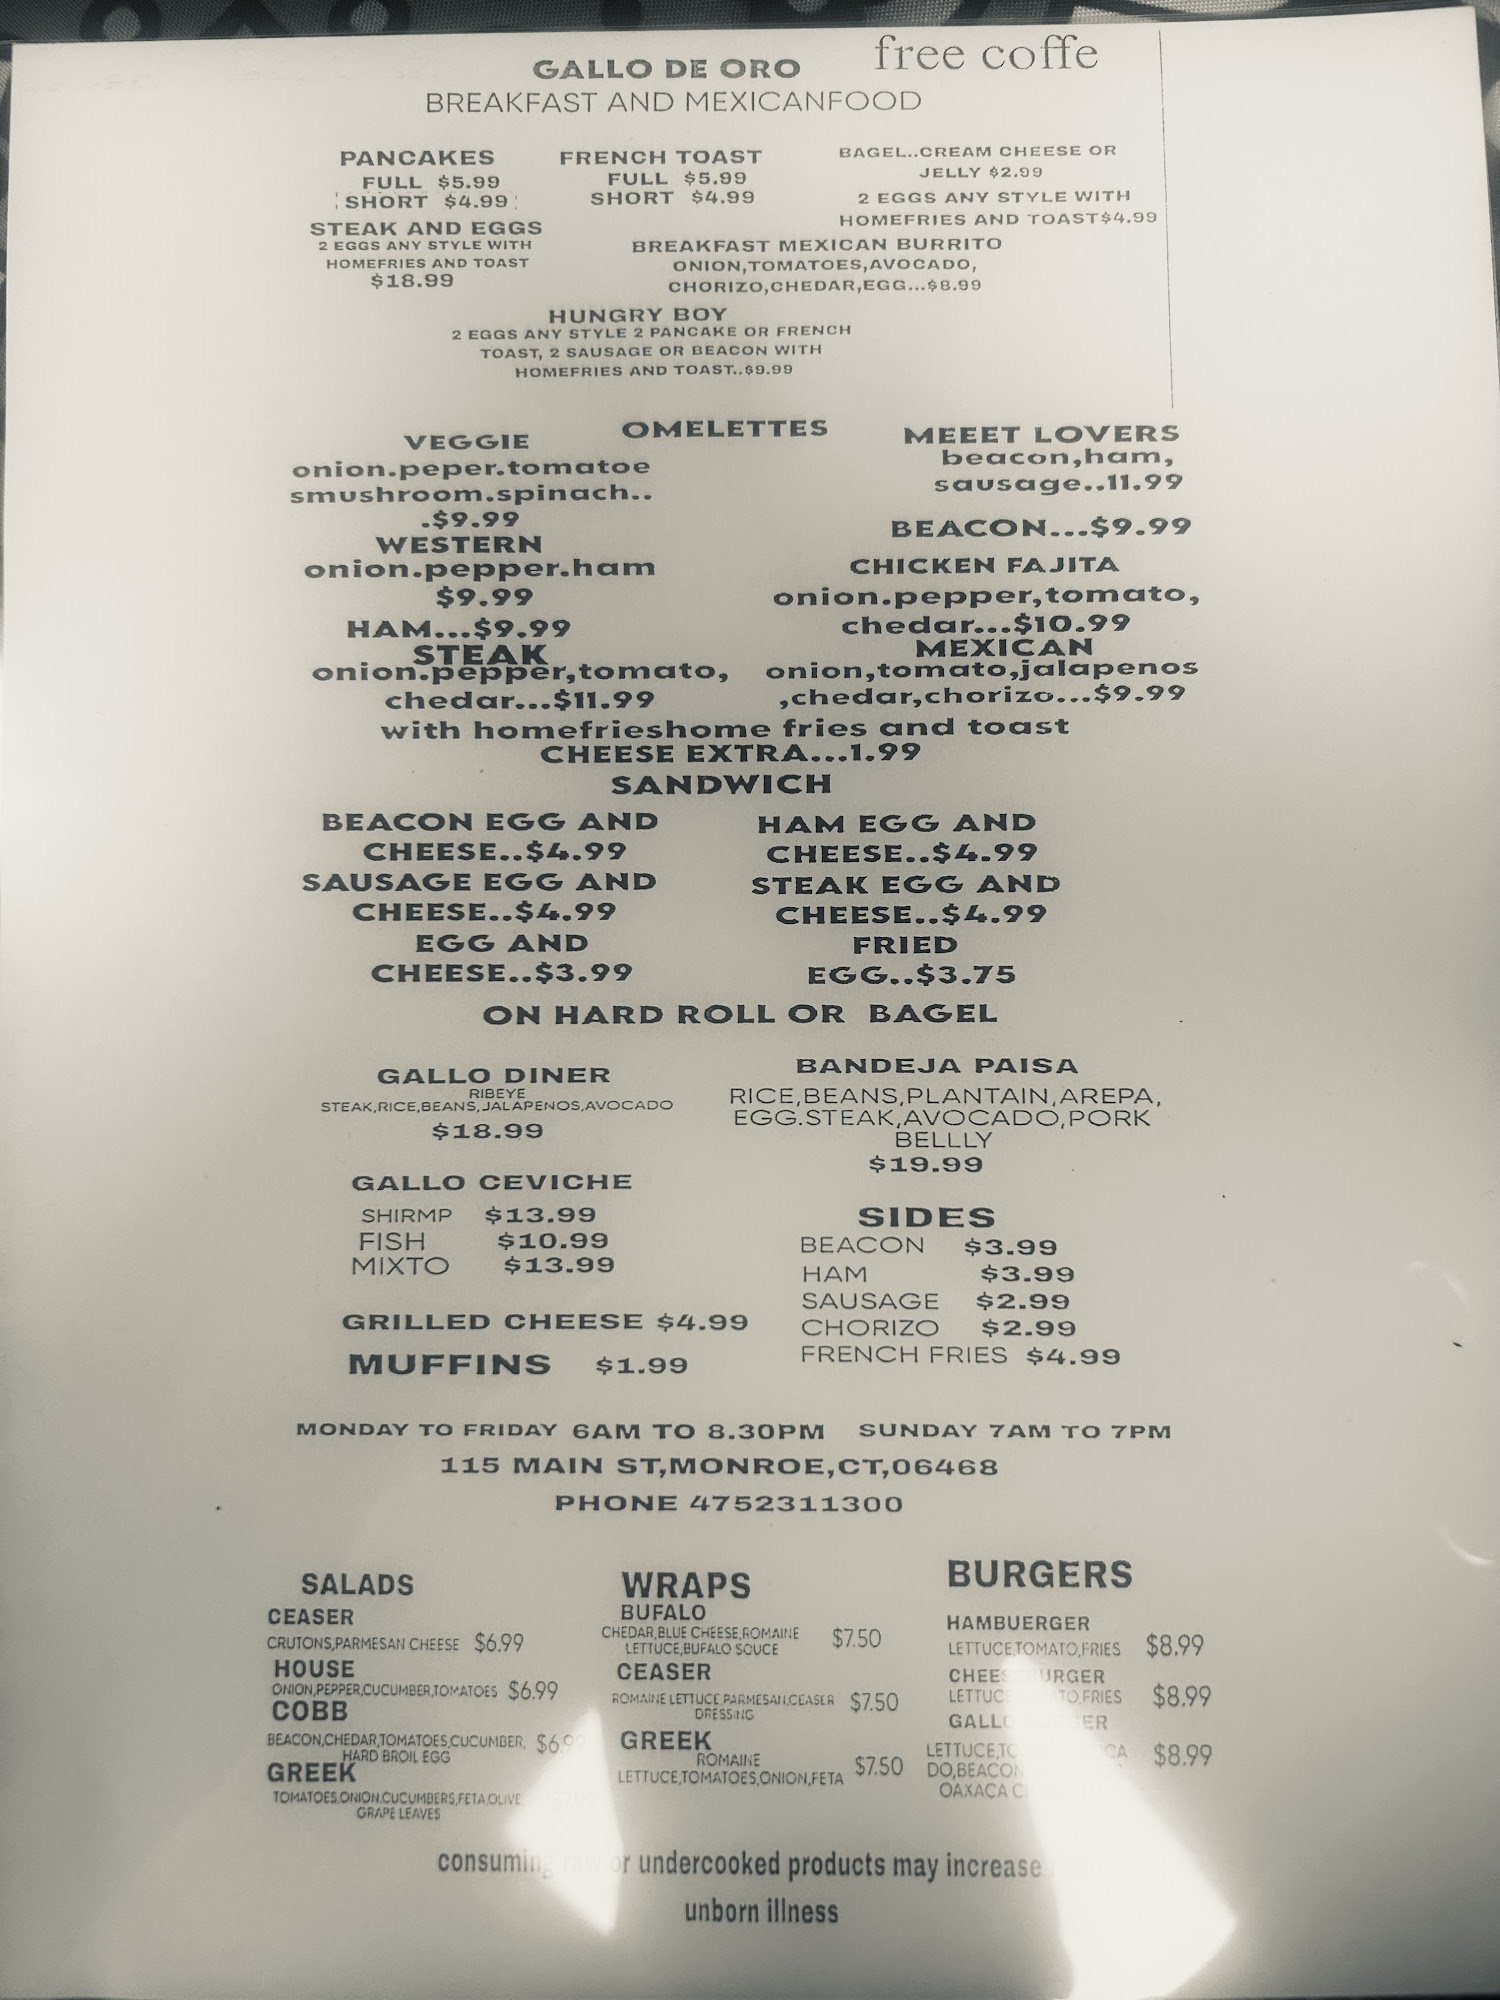 free coffe
GALLO DE ORO
BREAKFAST AND MEXICANFOOD
PANCAKES
FULL $5.99
SHORT $4.99
STEAK AND EGGS
2 EGGS ANY STYLE WITH
HOMEFRIES AND TOAST
$18.99
FRENCH TOAST
FULL $5.99
SHORT $4.99
BAGEL..CREAM CHEESE OR
JELLY $2.99
2 EGGS ANY STYLE WITH
HOMEFRIES AND TOAST$4.99
BREAKFAST MEXICAN BURRITO
ONION,TOMATOES,AVOCADO,
CHORIZO,CHEDAR,EGG...$8.99
HUNGRY BOY
2 EGGS ANY STYLE 2 PANCAKE OR FRENCH
TOAST, 2 SAUSAGE OR BEACON WITH
HOMEFRIES AND TOAST..$9.99
OMELETTES
VEGGIE
onion.peper.tomatoe
smushroom.spinach..
.$9.99
WESTERN
onion.pepper.ham
$9.99
HAM...$9.99
STEAK
onion.pepper,tomato,
chedar...$11.99
MEEET LOVERS
beacon,ham,
sausage..11.99
BEACON...$9.99
CHICKEN FAJITA
onion.pepper,tomato,
chedar...$10.99
MEXICAN
onion,tomato,jalapenos
,chedar,chorizo...$9.99
with homefrieshome fries and toast
CHEESE EXTRA...1.99
SANDWICH
BEACON EGG AND
CHEESE..$4.99
SAUSAGE EGG AND
CHEESE..$4.99
EGG AND
CHEESE..$3.99
HAM EGG AND
CHEESE..$4.99
STEAK EGG AND
CHEESE..$4.99
FRIED
EGG..$3.75
ON HARD ROLL OR BAGEL
GALLO DINER
RIBEYE
STEAK,RICE,BEANS,JALAPENOS,AVOCADO
$18.99
BANDEJA PAISA
RICE,BEANS,PLANTAIN,AREPA,
EGG.STEAK,AVOCADO,PORK
BELLLY
$19.99
GALLO CEVICHE
SHIRMP $13.99
FISH $10.99
MIXTO $13.99
GRILLED CHEESE $4.99
MUFFINS $1.99
SIDES
BEACON $3.99
HAM $3.99
SAUSAGE $2.99
CHORIZO $2.99
FRENCH FRIES $4.99
MONDAY TO FRIDAY 6AM TO 8.30PM SUNDAY 7AM TO 7PM
115 MAIN ST,MONROE,CT,06468
PHONE 4752311300
SALADS
CEASER
CRUTONS,PARMESAN CHEESE $6.99
HOUSE
ONION,PEPPER,CUCUMBER,TOMATOES $6.99
COBB
BEACON,CHEDAR,TOMATOES,CUCUMBER, $6.99
HARD BROIL EGG
GREEK
TOMATOES,ONION.CUCUMBERS,FETA,OLIVE
GRAPE LEAVES
WRAPS
BUFALO
CHEDAR,BLUE CHEESE,ROMAINE
LETTUCE,BUFALO SOUCE $7.50
CEASER
ROMAINE LETTUCE,PARMESAN,CEASER $7.50
DRESSING
GREEK
ROMAINE
LETTUCE,TOMATOES,ONION,FETA $7.50
BURGERS
HAMBUERGER
LETTUCE,TOMATO,FRIES $8.99
FRIES $8.99
$8.99
consuming or undercooked products may increase
unborn illness